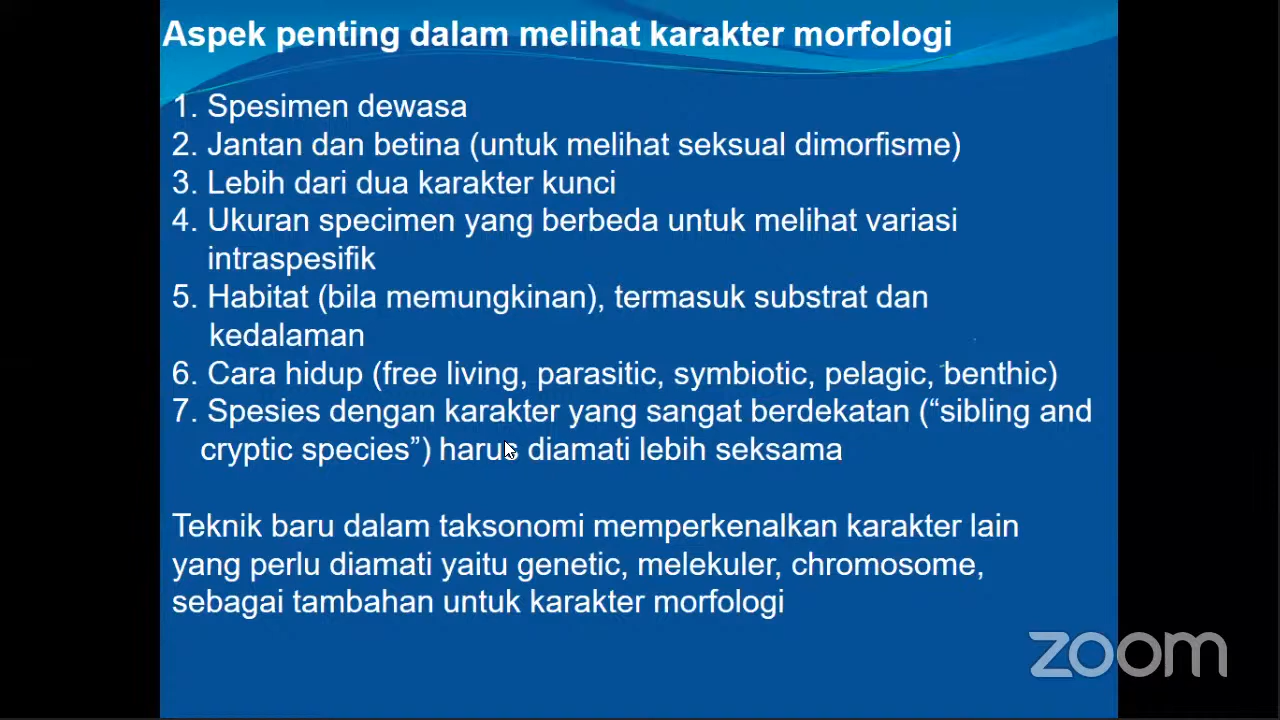 Aspek penting dalam melihat karakter morfologi
1. Spesimen dewasa
2. Jantan dan betina (untuk melihat seksual dimorfisme)
3. Lebih dari dua karakter kunci
4. Ukuran specimen yang berbeda untuk melihat variasi
intraspesifik
5. Habitat (bila memungkinan), termasuk substrat dan
kedalaman
6. Cara hidup (free living, parasitic, symbiotic, pelagic, benthic)
7. Spesies dengan karakter yang sangat berdekatan (“sibling and
cryptic species”) harus diamati lebih seksama
Teknik baru dalam taksonomi memperkenalkan karakter lain
yang perlu diamati yaitu genetic, melekuler, chromosome,
sebagai tambahan untuk karakter morfologi
zoom